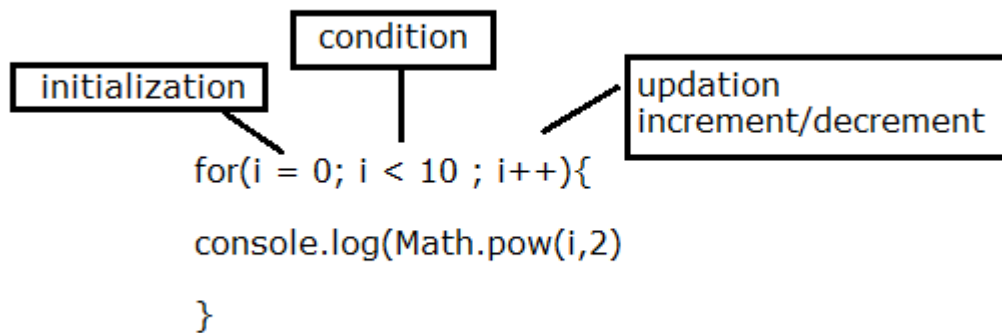 condition
initialization
updation
increment/decrement
for(i = 0; i < 10 ; i++){
console.log(Math.pow(i,2)
}